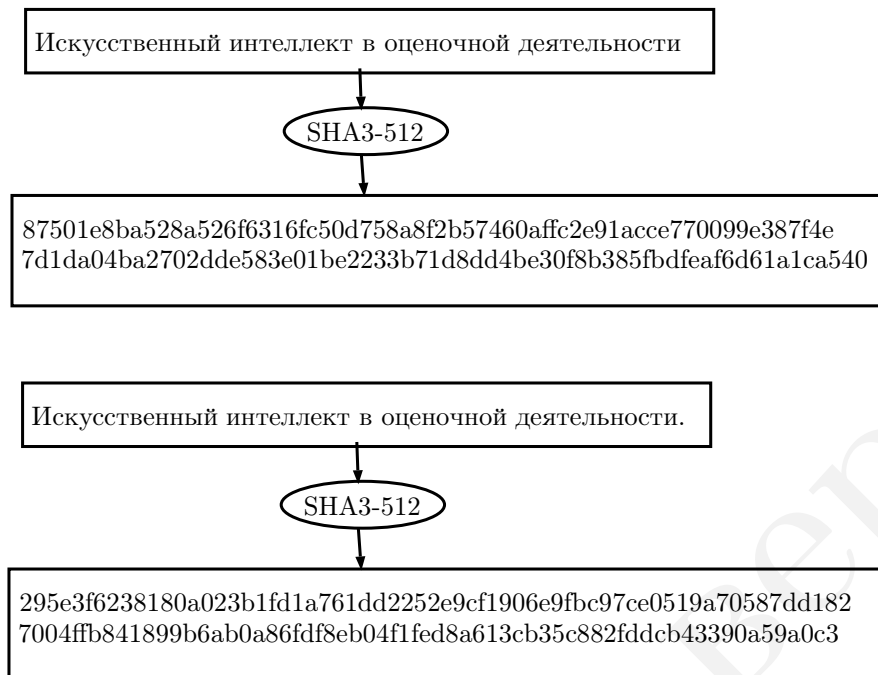 Искусственный интеллект в оценочной деятельности
SHA3-512
87501e8ba528a526f6316fc50d758a8f2b57460affc2e91acce770099e387f4e
7d1da04ba2702dde583e01be2233b71d8dd4be30f8b385fbdfeaf6d61a1ca540
Искусственный интеллект в оценочной деятельности.
SHA3-512
295e3f6238180a023b1fd1a761dd2252e9cf1906e9fbc97ce0519a70587dd182
7004ffb841899b6ab0a86fdf8eb04f1fed8a613cb35c882fddcb43390a59a0c3